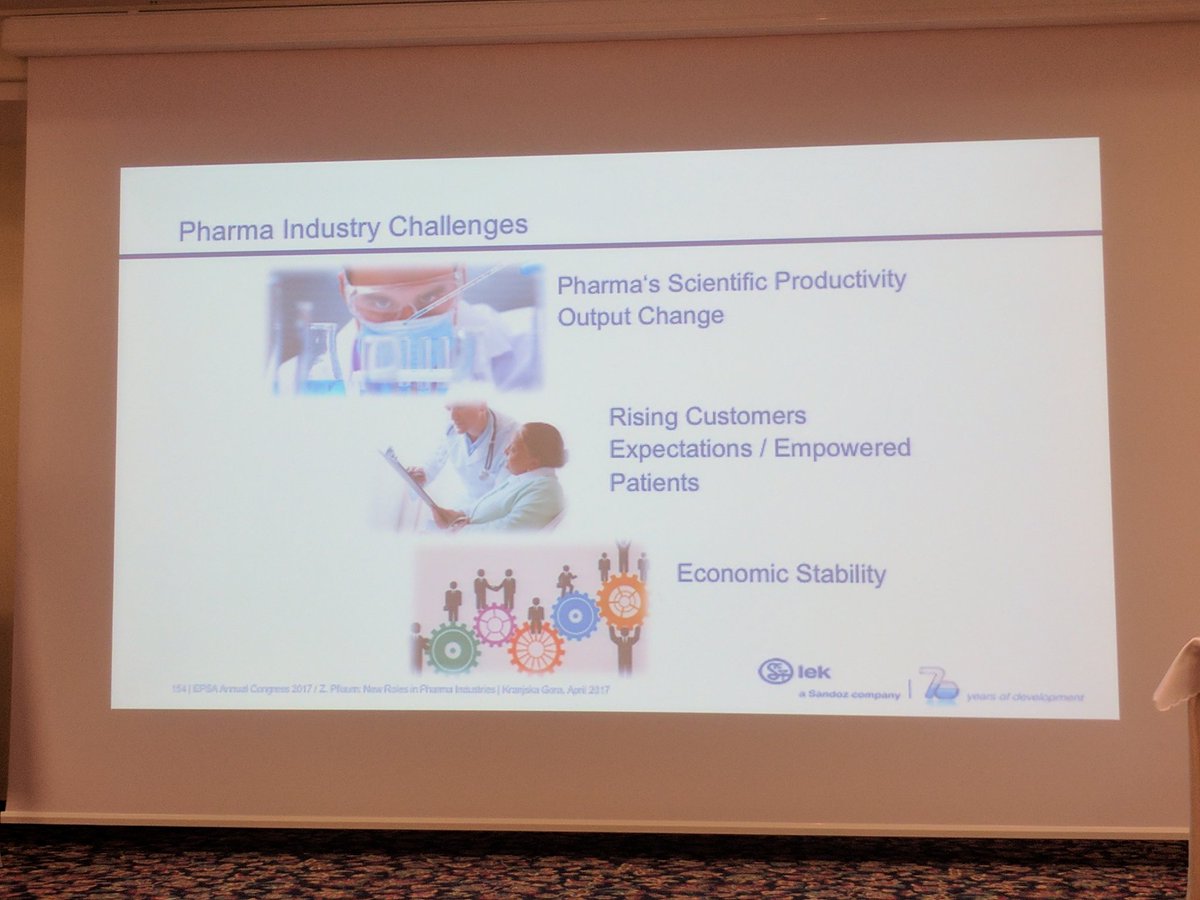 Pharma Industry Challenges
Pharma's Scientific Productivity
Output Change
Rising Customers
Expectations / Empowered
Patients
Economic Stability
lek
a Sandoz company
70
years of development
154 | EPSA Annual Congress 2017 / Z. Pflaum: New Roles in Pharma Industries | Kranjska Gora, April 2017